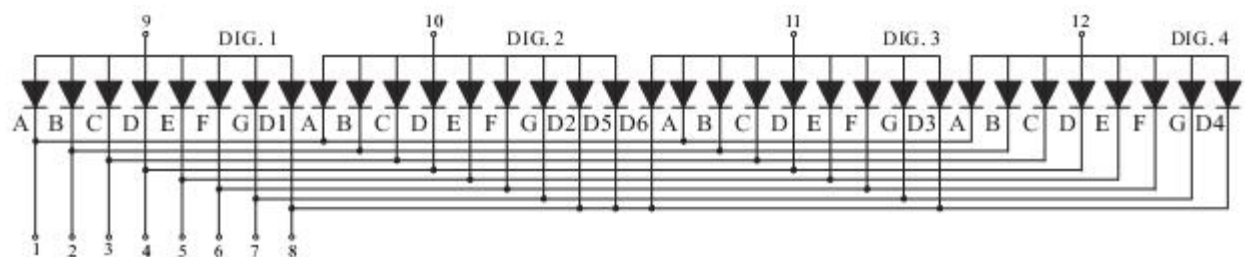 9 10 11 12
DIG. 1 DIG. 2 DIG. 3 DIG. 4
A B C D E F G D1 A B C D E F G D2 D5 D6 A B C D E F G D3 A B C D E F G D4
1 2 3 4 5 6 7 8